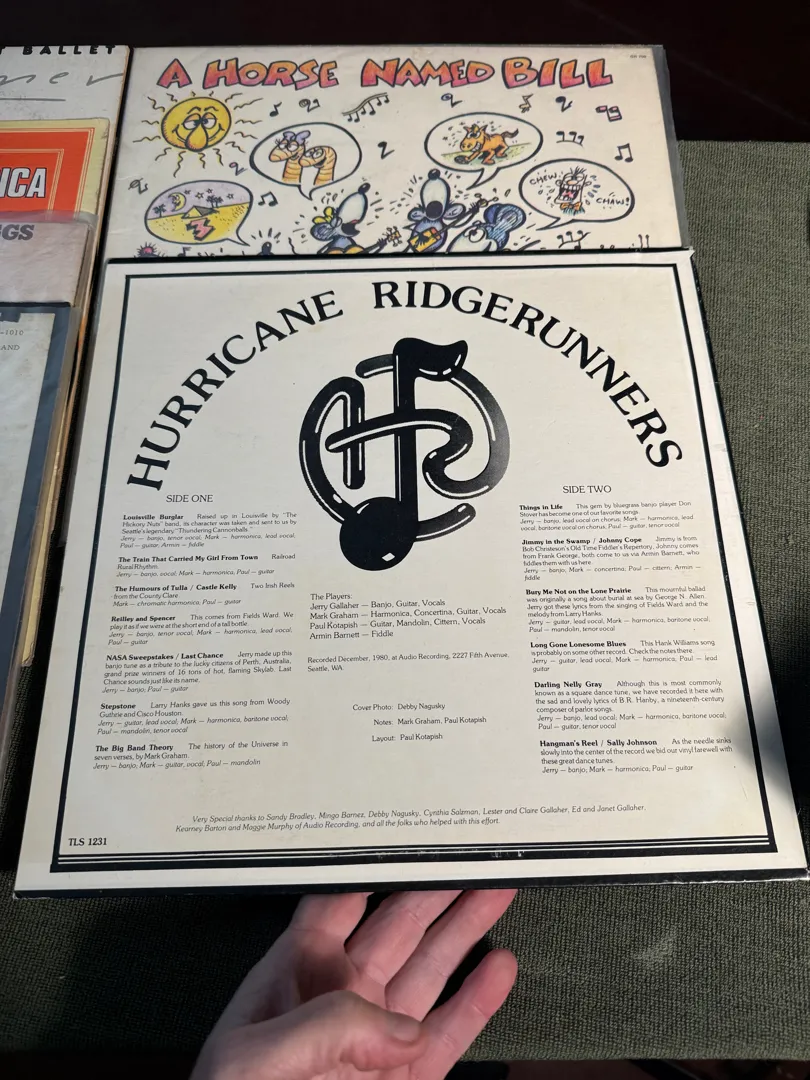 BALLET
ICA
GGS
-1010
AND
A HORSE NAMED BILL
CHEW
CHAW!
HURRICANE RIDGERUNNERS
SIDE ONE
Louisville Burglar Raised up in Louisville by "The
Hickory Nuts" band, its character was taken and sent to us by
Seattle's legendary "Thundering Cannonballs."
Jerry — banjo, tenor vocal, Mark — harmonica, lead vocal,
Paul — guitar, Armin — fiddle
The Train That Carried My Girl From Town Railroad
Rural Rhythm.
Jerry — banjo, vocal; Mark — harmonica, Paul — guitar
The Humours of Tulla / Castle Kelly Two Irish Reels
from the County Clare.
Mark — chromatic harmonica, Paul — guitar
Reilley and Spencer This comes from Fields Ward. We
play it as if we were at the short end of a tall bottle.
Jerry — banjo, tenor vocal, Mark — harmonica, lead vocal;
Paul — guitar
NASA Sweepstakes / Last Chance Jerry made up this
banjo tune as a tribute to the lucky citizens of Perth, Australia,
grand prize winners of 16 tons of hot, flaming Skylab. Last
Chance sounds just like its name.
Jerry — banjo; Paul — guitar
Stepstone Larry Hanks gave us this song from Woody
Guthrie and Cisco Houston.
Jerry — guitar, lead vocal; Mark — harmonica, baritone vocal;
Paul — mandolin, tenor vocal
The Big Band Theory The history of the Universe in
seven verses, by Mark Graham.
Jerry — banjo; Mark — guitar, vocal; Paul — mandolin
The Players:
Jerry Gallaher — Banjo, Guitar, Vocals
Mark Graham — Harmonica, Concertina, Guitar, Vocals
Paul Kotapish — Guitar, Mandolin, Cittern, Vocals
Armin Barnett — Fiddle
Recorded December, 1980, at Audio Recording, 2227 Fifth Avenue,
Seattle, WA
Cover Photo: Debby Nagusky
Notes: Mark Graham, Paul Kotapish
Layout: Paul Kotapish
SIDE TWO
Things in Life This gem by bluegrass banjo player Don
Stover has become one of our favorite songs.
Jerry — banjo, lead vocal on chorus; Mark — harmonica, lead
vocal, baritone vocal on chorus, Paul — guitar, tenor vocal
Jimmy in the Swamp / Johnny Cope Jimmy is from
Bob Christeson's Old Time Fiddler's Repertory, Johnny comes
from Frank George, both come to us via Armin Barnett, who
fiddles them with us here
Jerry — banjo, Mark — concertina; Paul — cittern; Armin —
fiddle
Bury Me Not on the Lone Prairie This mournful ballad
was originally a song about burial at sea by George N. Allen.
Jerry got these lyrics from the singing of Fields Ward and the
melody from Larry Hanks.
Jerry — guitar, lead vocal, Mark — harmonica, baritone vocal;
Paul — mandolin, tenor vocal
Long Gone Lonesome Blues This Hank Williams song
is probably on some other record. Check the notes there.
Jerry — guitar, lead vocal; Mark — harmonica, Paul — lead
guitar
Darling Nelly Gray Although this is most commonly
known as a square dance tune, we have recorded it here with
the sad and lovely lyrics of B.R. Hanby, a nineteenth-century
composer of parlor songs.
Jerry — banjo, lead vocal; Mark — harmonica, baritone vocal;
Paul — guitar, tenor vocal
Hangman's Reel / Sally Johnson As the needle sinks
slowly into the center of the record we bid our vinyl farewell with
these great dance tunes.
Jerry — banjo, Mark — harmonica, Paul — guitar
Very Special thanks to Sandy Bradley, Mingo Barnes, Debby Nagusky, Cynthia Salzman, Lester and Claire Gallaher, Ed and Janet Gallaher,
Kearney Barton and Maggie Murphy of Audio Recording, and all the folks who helped with this effort.
TLS 1231